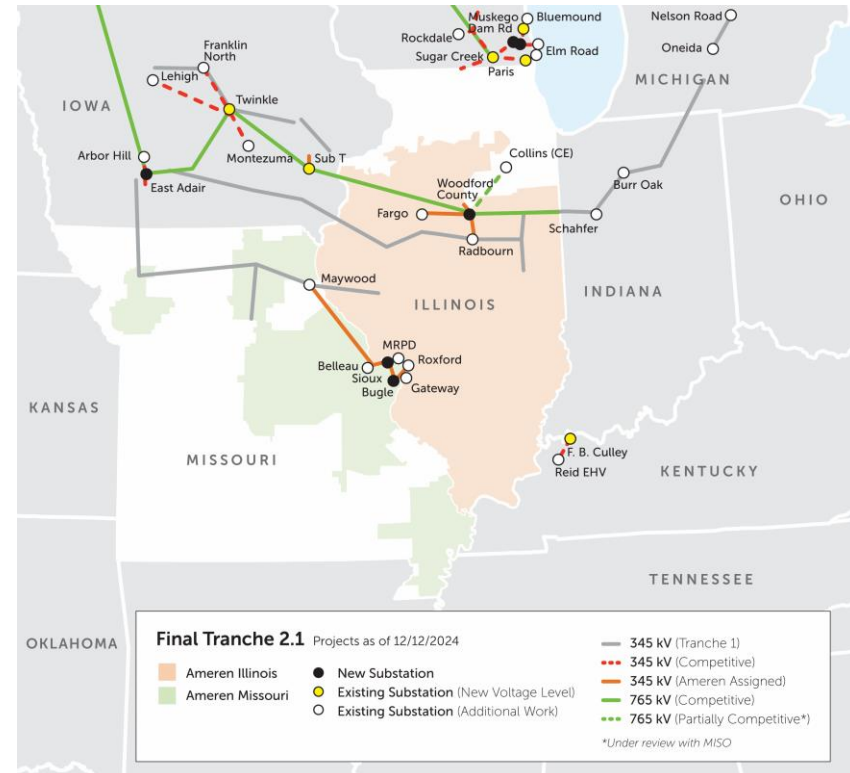 Muskego
Bluemound
Dam Rd
Nelson Road
Rockdale
Elm Road
Oneida
Sugar Creek
Paris
MICHIGAN
Franklin
North
Lehigh
IOWA
Twinkle
Arbor Hill
Montezuma
Sub T
Collins (CE)
East Adair
Woodford
County
Burr Oak
OHIO
Fargo
Schahfer
Radbourn
Maywood
ILLINOIS
INDIANA
MRPD
Belleau
Roxford
Sioux
Gateway
Bugle
KANSAS
MISSOURI
F. B. Culley
Reid EHV
KENTUCKY
TENNESSEE
OKLAHOMA
Final Tranche 2.1 Projects as of 12/12/2024
Ameren Illinois
Ameren Missouri
New Substation
Existing Substation (New Voltage Level)
Existing Substation (Additional Work)
345 kV (Tranche 1)
345 kV (Competitive)
345 kV (Ameren Assigned)
765 kV (Competitive)
765 kV (Partially Competitive*)
*Under review with MISO